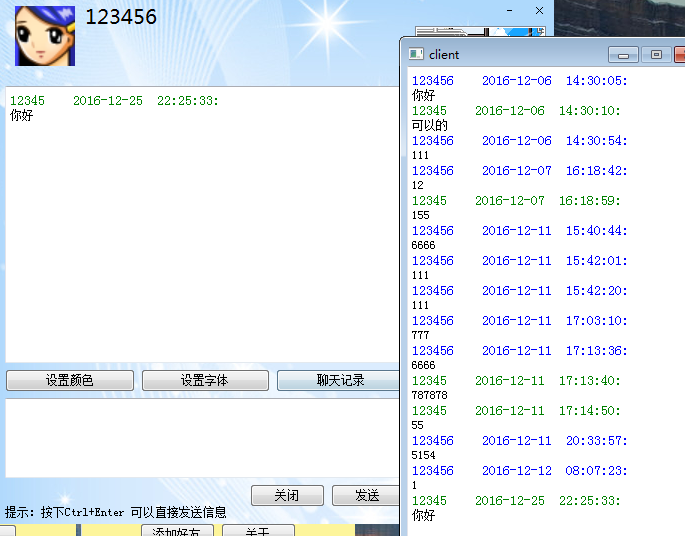 123456
12345 2016-12-25 22:25:33:
你好
设置颜色 设置字体 聊天记录
关闭 发送
提示：按下Ctrl+Enter 可以直接发送信息
添加好友 关于
client
123456 2016-12-06 14:30:05:
你好
12345 2016-12-06 14:30:10:
可以的
123456 2016-12-06 14:30:54:
111
123456 2016-12-07 16:18:42:
12
12345 2016-12-07 16:18:59:
155
123456 2016-12-11 15:40:44:
6666
123456 2016-12-11 15:42:01:
111
123456 2016-12-11 15:42:20:
111
123456 2016-12-11 17:03:10:
777
123456 2016-12-11 17:13:36:
6666
12345 2016-12-11 17:13:40:
787878
12345 2016-12-11 17:14:50:
55
123456 2016-12-11 20:33:57:
5154
123456 2016-12-12 08:07:23:
1
12345 2016-12-25 22:25:33:
你好